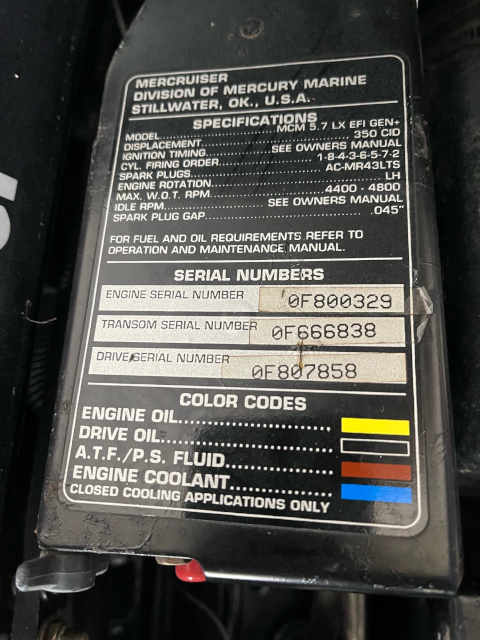 MERCRUISER
DIVISION OF MERCURY MARINE
STILLWATER, OK., U.S.A.
SPECIFICATIONS
MODEL..............MCM 5.7 LX EFI GEN+
DISPLACEMENT..............350 CID
IGNITION TIMING..............SEE OWNERS MANUAL
CYL. FIRING ORDER..............1-8-4-3-6-5-7-2
SPARK PLUGS..............AC-MR43LTS
ENGINE ROTATION..............LH
MAX. W.O.T. RPM..............4400 - 4800
IDLE RPM..............SEE OWNERS MANUAL
SPARK PLUG GAP..............045"
FOR FUEL AND OIL REQUIREMENTS REFER TO
OPERATION AND MAINTENANCE MANUAL.
SERIAL NUMBERS
ENGINE SERIAL NUMBER 0F800329
TRANSOM SERIAL NUMBER 0F666838
DRIVE SERIAL NUMBER 0F807858
COLOR CODES
ENGINE OIL..............
DRIVE OIL..............
A.T.F./P.S. FLUID..............
ENGINE COOLANT..............
CLOSED COOLING APPLICATIONS ONLY